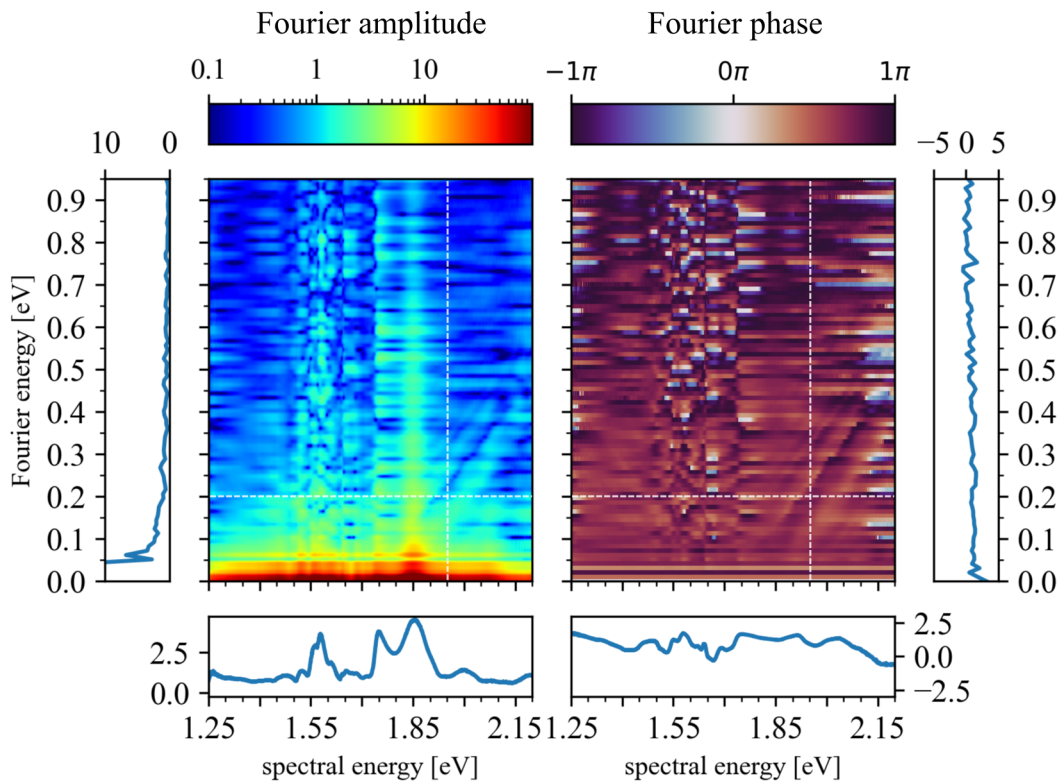 Fourier amplitude Fourier phase
0.1 1 10 −1π 0π 1π
10 0 −5 0 5
0.9 0.9
0.8 0.8
0.7 0.7
0.6 0.6
0.5 0.5
0.4 0.4
0.3 0.3
0.2 0.2
0.1 0.1
0.0 0.0
Fourier energy [eV]
2.5 2.5
0.0 0.0
−2.5
1.25 1.55 1.85 2.15 1.25 1.55 1.85 2.15
spectral energy [eV] spectral energy [eV]